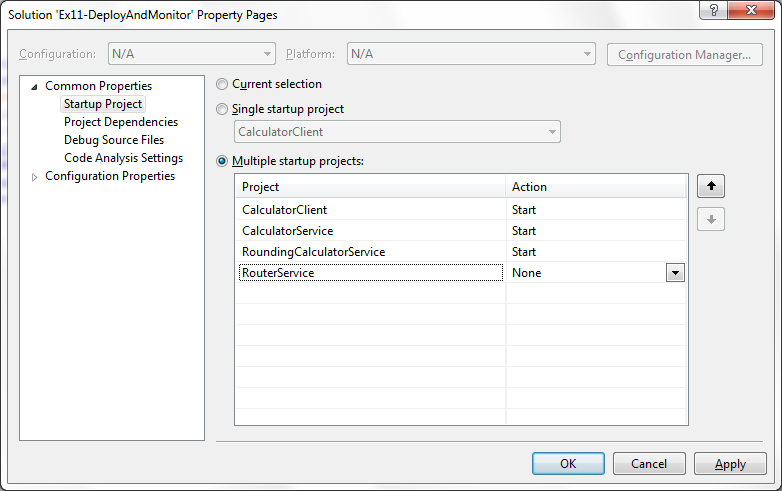 Solution 'Ex11-DeployAndMonitor' Property Pages
Configuration: N/A Platform: N/A Configuration Manager...
Common Properties
Startup Project
Project Dependencies
Debug Source Files
Code Analysis Settings
Configuration Properties
Current selection
Single startup project
CalculatorClient
Multiple startup projects:
Project Action
CalculatorClient Start
CalculatorService Start
RoundingCalculatorService Start
RouterService None
OK Cancel Apply